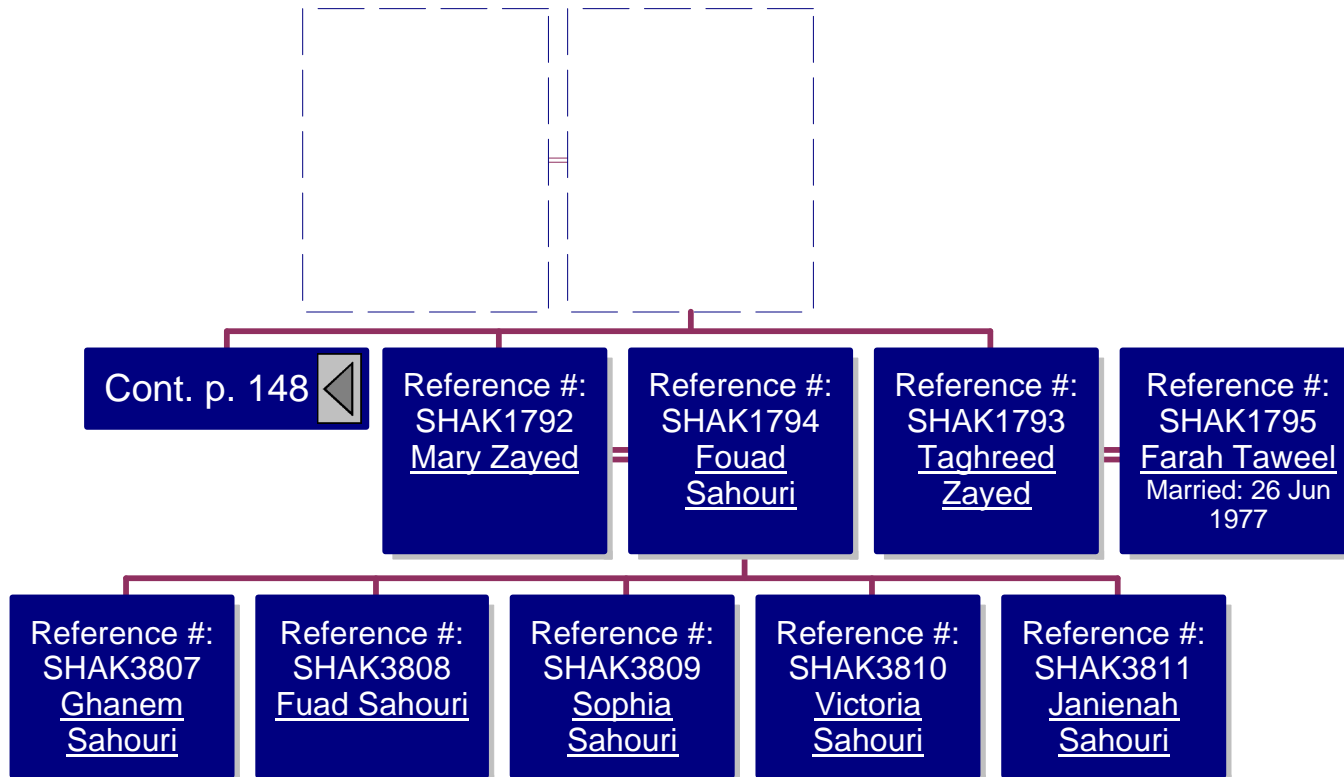 Cont. p. 148
Reference #:
SHAK1792
Mary Zayed
Reference #:
SHAK1794
Fouad
Sahouri
Reference #:
SHAK1793
Taghreed
Zayed
Reference #:
SHAK1795
Farah Taweel
Married: 26 Jun
1977
Reference #:
SHAK3807
Ghanem
Sahouri
Reference #:
SHAK3808
Fuad Sahouri
Reference #:
SHAK3809
Sophia
Sahouri
Reference #:
SHAK3810
Victoria
Sahouri
Reference #:
SHAK3811
Janienah
Sahouri